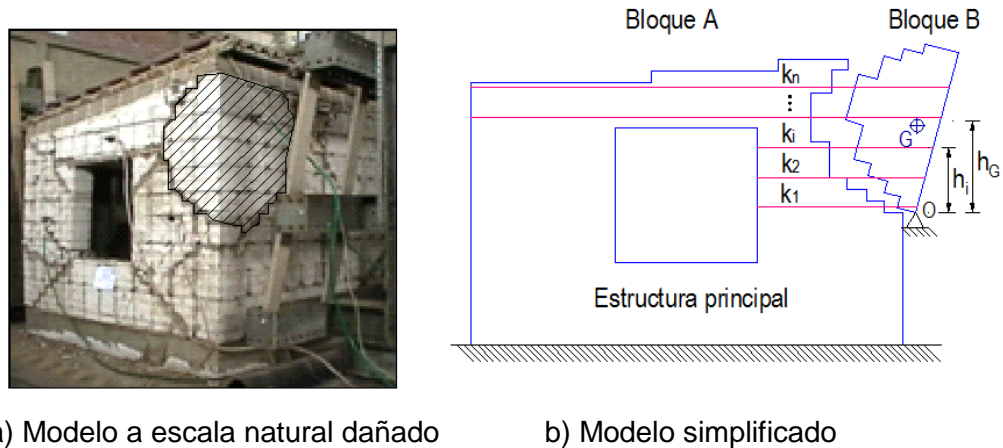 Bloque A
Bloque B
kn
⋮
ki
k2
k1
G
hi
hG
O
Estructura principal
a) Modelo a escala natural dañado
b) Modelo simplificado